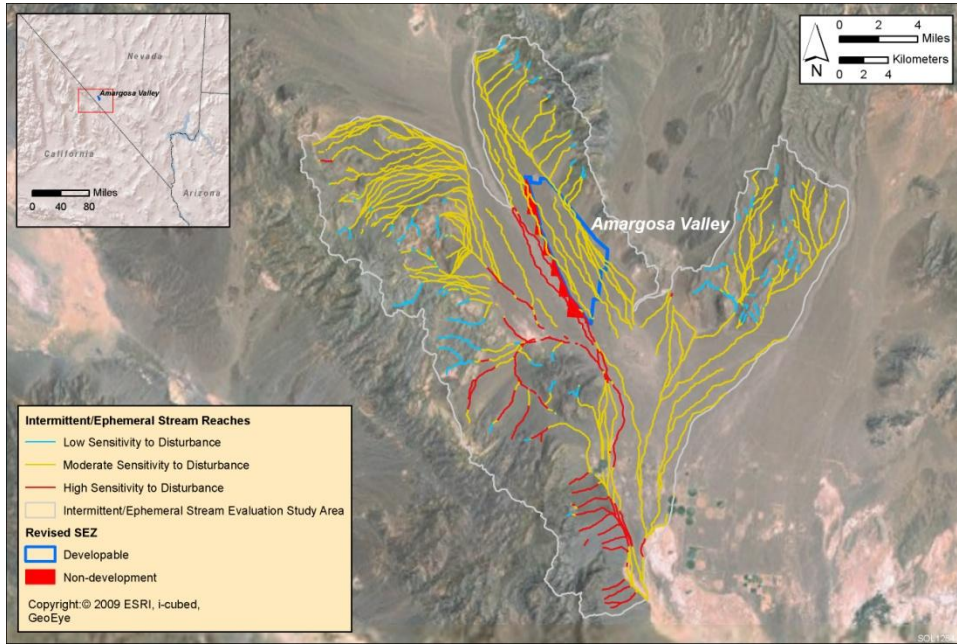 Nevada
Amargosa Valley
California
Arizona
Miles
0 40 80
0 2 4
Miles
Kilometers
0 2 4
N
Amargosa Valley
Intermittent/Ephemeral Stream Reaches
Low Sensitivity to Disturbance
Moderate Sensitivity to Disturbance
High Sensitivity to Disturbance
Intermittent/Ephemeral Stream Evaluation Study Area
Revised SEZ
Developable
Non-development
Copyright:© 2009 ESRI, i-cubed,
GeoEye